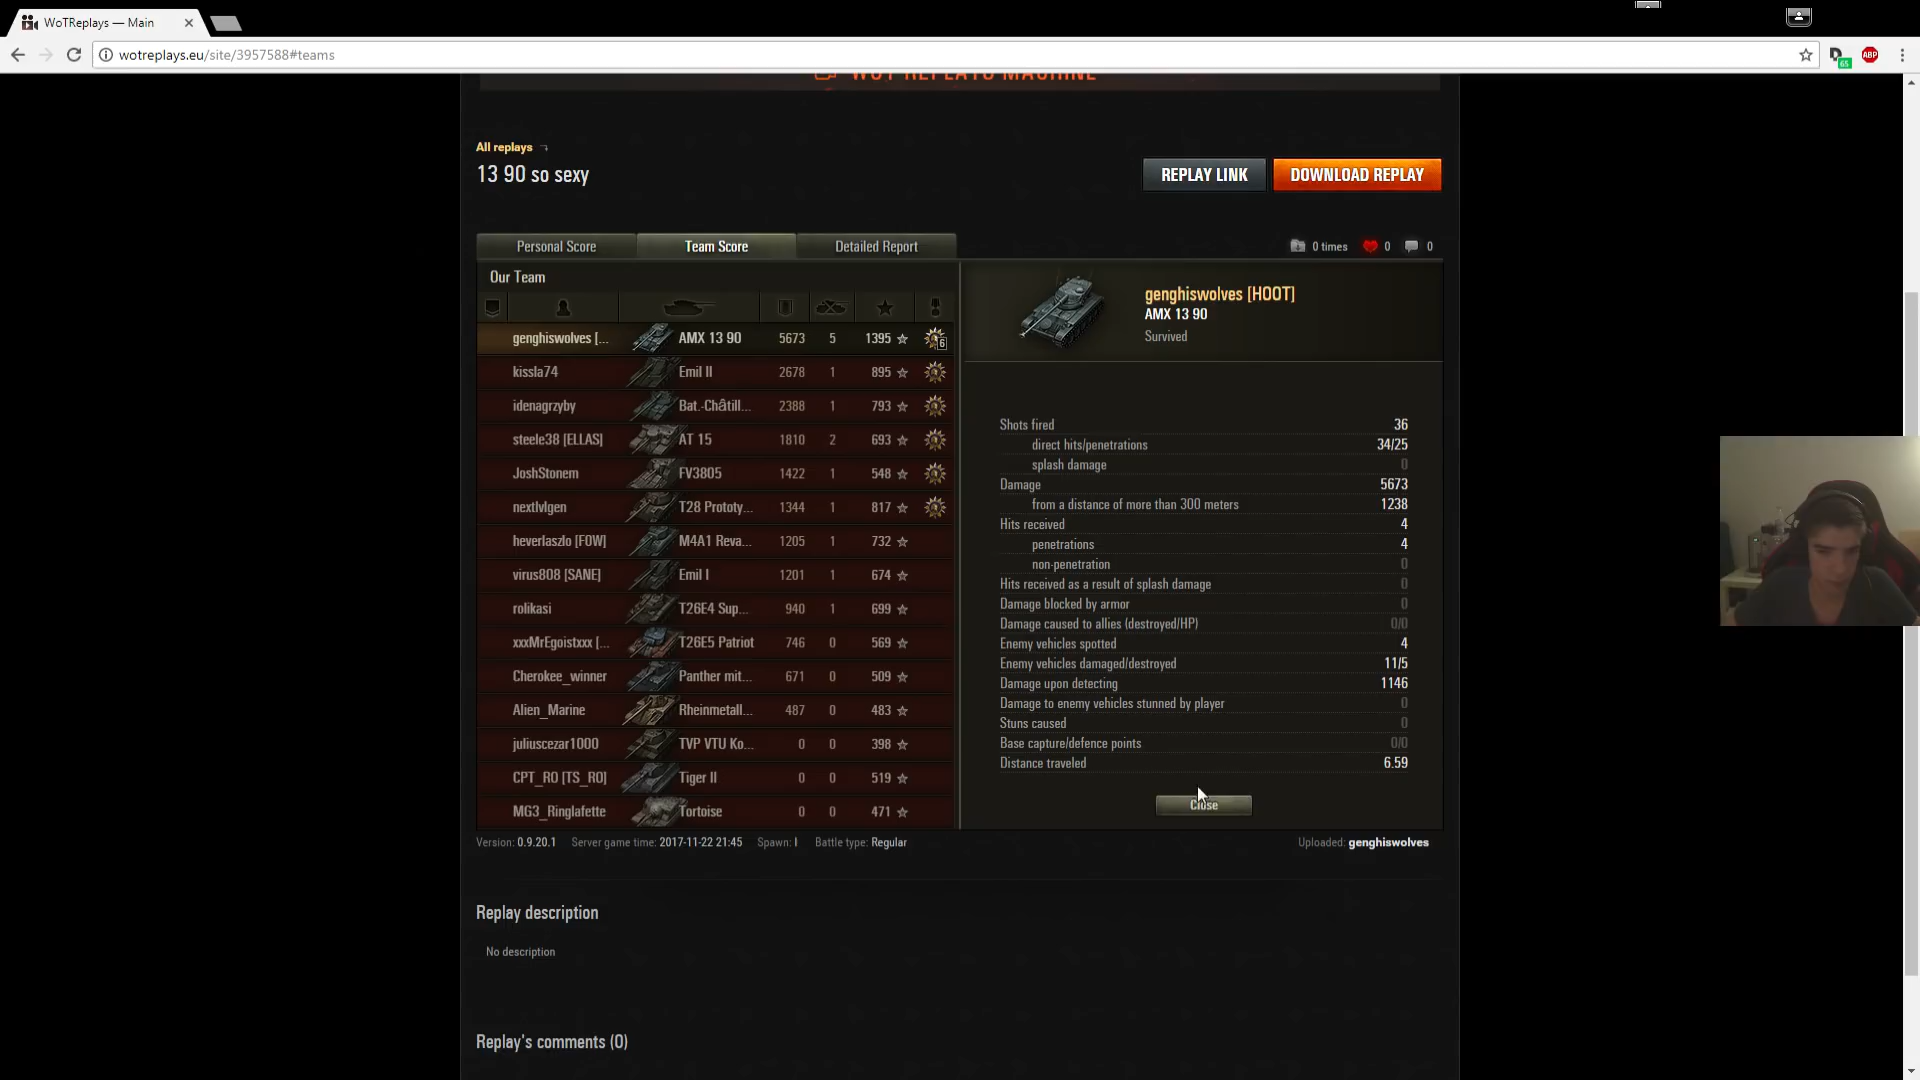 WoTReplays — Main
wotreplays.eu/site/3957588#teams
65
ABP
WOT REPLAYS MACHINE
All replays
13 90 so sexy
REPLAY LINK
DOWNLOAD REPLAY
Personal Score
Team Score
Detailed Report
0 times
0
0
Our Team
genghiswolves [... AMX 13 90 5673 5 1395 6
kissla74 Emil II 2678 1 895
idenagrzyby Bat.-Châtill... 2388 1 793
steele38 [ELLAS] AT 15 1810 2 693
JoshStonem FV3805 1422 1 548
nextlvlgen T28 Prototy... 1344 1 817
heverlaszlo [FOW] M4A1 Reva... 1205 1 732
virus808 [SANE] Emil I 1201 1 674
rolikasi T26E4 Sup... 940 1 699
xxxMrEgoistxxx [... T26E5 Patriot 746 0 569
Cherokee_winner Panther mit... 671 0 509
Alien_Marine Rheinmetall... 487 0 483
juliuscezar1000 TVP VTU Ko... 0 0 398
CPT_RO [TS_RO] Tiger II 0 0 519
MG3_Ringlafette Tortoise 0 0 471
genghiswolves [HOOT]
AMX 13 90
Survived
Shots fired 36
direct hits/penetrations 34/25
splash damage 0
Damage 5673
from a distance of more than 300 meters 1238
Hits received 4
penetrations 4
non-penetration 0
Hits received as a result of splash damage 0
Damage blocked by armor 0
Damage caused to allies (destroyed/HP) 0/0
Enemy vehicles spotted 4
Enemy vehicles damaged/destroyed 11/5
Damage upon detecting 1146
Damage to enemy vehicles stunned by player 0
Stuns caused 0
Base capture/defence points 0/0
Distance traveled 6.59
Close
Version: 0.9.20.1 Server game time: 2017-11-22 21:45 Spawn: I Battle type: Regular
Uploaded: genghiswolves
Replay description
No description
Replay's comments (0)